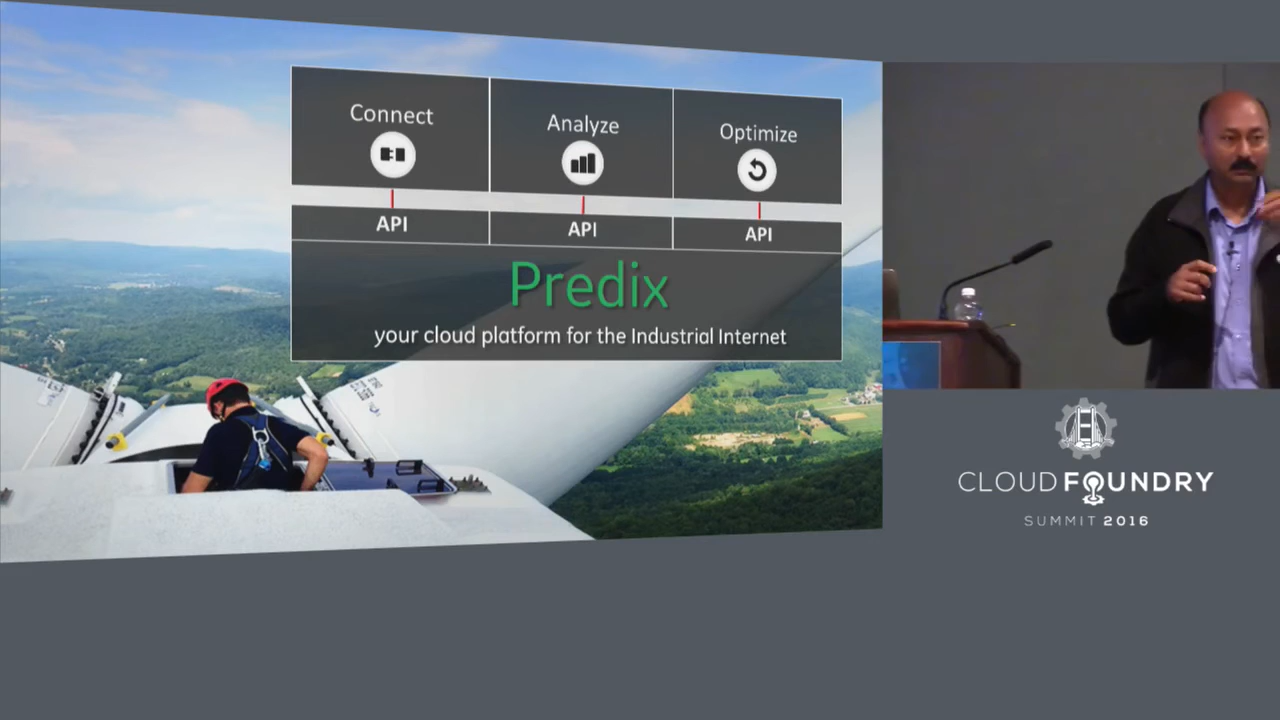 Connect
Analyze
Optimize
API
API
API
Predix
your cloud platform for the Industrial Internet
CLOUD FOUNDRY
SUMMIT 2016